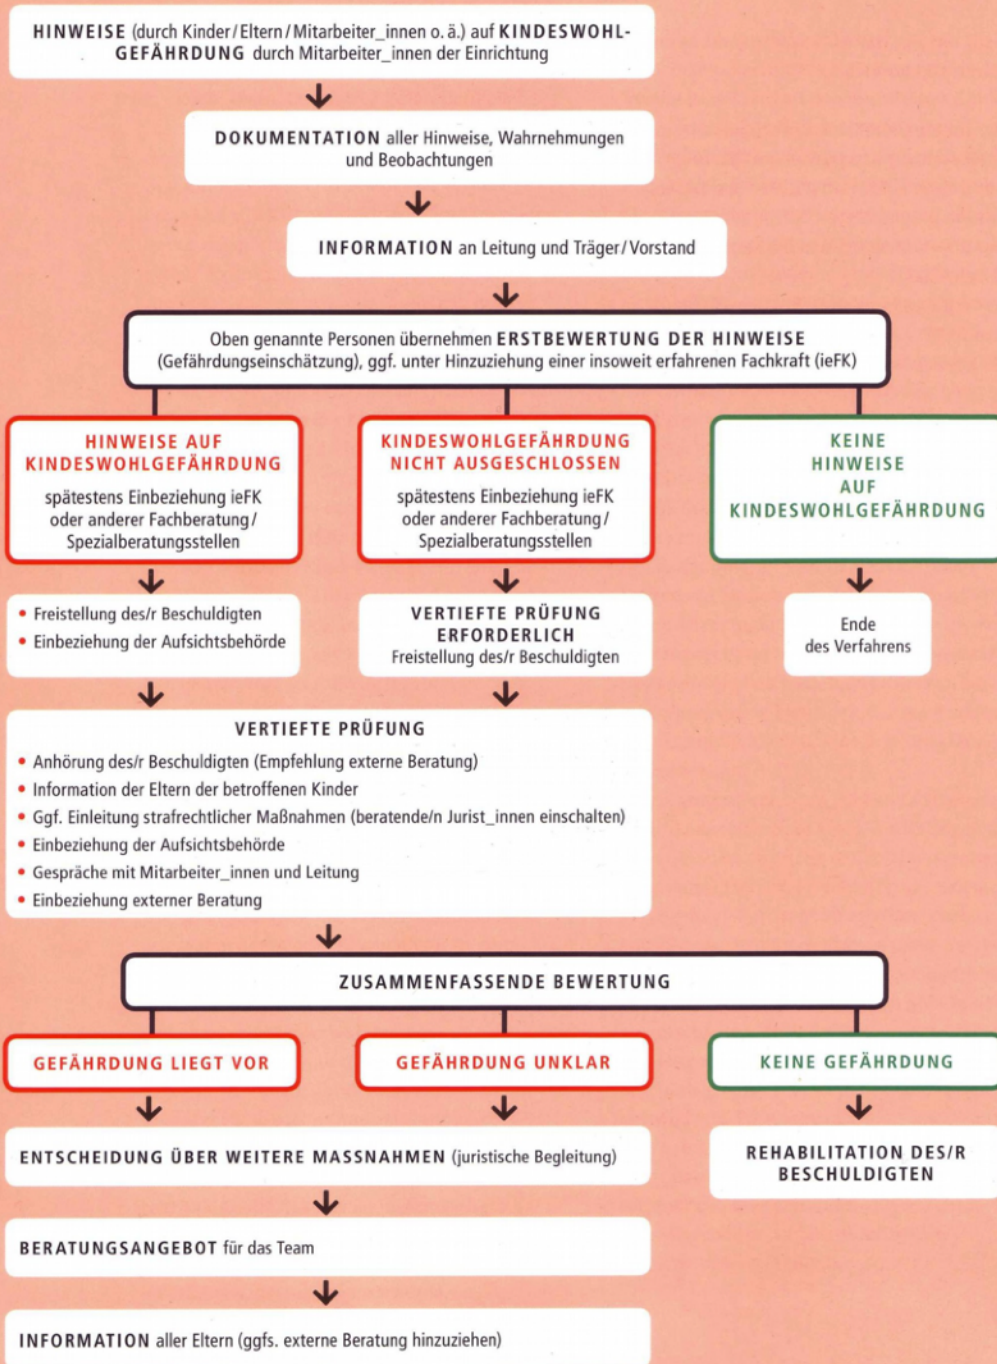 HINWEISE (durch Kinder/Eltern/Mitarbeiter_innen o. ä.) auf KINDESWOHL-
GEFÄHRDUNG durch Mitarbeiter_innen der Einrichtung
DOKUMENTATION aller Hinweise, Wahrnehmungen
und Beobachtungen
INFORMATION an Leitung und Träger/Vorstand
Oben genannte Personen übernehmen ERSTBEWERTUNG DER HINWEISE
(Gefährdungseinschätzung), ggf. unter Hinzuziehung einer insoweit erfahrenen Fachkraft (ieFK)
HINWEISE AUF
KINDESWOHLGEFÄHRDUNG
spätestens Einbeziehung ieFK
oder anderer Fachberatung/
Spezialberatungsstellen
KINDESWOHLGEFÄHRDUNG
NICHT AUSGESCHLOSSEN
spätestens Einbeziehung ieFK
oder anderer Fachberatung/
Spezialberatungsstellen
KEINE
HINWEISE
AUF
KINDESWOHLGEFÄHRDUNG
• Freistellung des/r Beschuldigten
• Einbeziehung der Aufsichtsbehörde
VERTIEFTE PRÜFUNG
ERFORDERLICH
Freistellung des/r Beschuldigten
Ende
des Verfahrens
VERTIEFTE PRÜFUNG
• Anhörung des/r Beschuldigten (Empfehlung externe Beratung)
• Information der Eltern der betroffenen Kinder
• Ggf. Einleitung strafrechtlicher Maßnahmen (beratende/n Jurist_innen einschalten)
• Einbeziehung der Aufsichtsbehörde
• Gespräche mit Mitarbeiter_innen und Leitung
• Einbeziehung externer Beratung
ZUSAMMENFASSENDE BEWERTUNG
GEFÄHRDUNG LIEGT VOR
GEFÄHRDUNG UNKLAR
KEINE GEFÄHRDUNG
ENTSCHEIDUNG ÜBER WEITERE MASSNAHMEN (juristische Begleitung)
REHABILITATION DES/R
BESCHULDIGTEN
BERATUNGSANGEBOT für das Team
INFORMATION aller Eltern (ggfs. externe Beratung hinzuziehen)